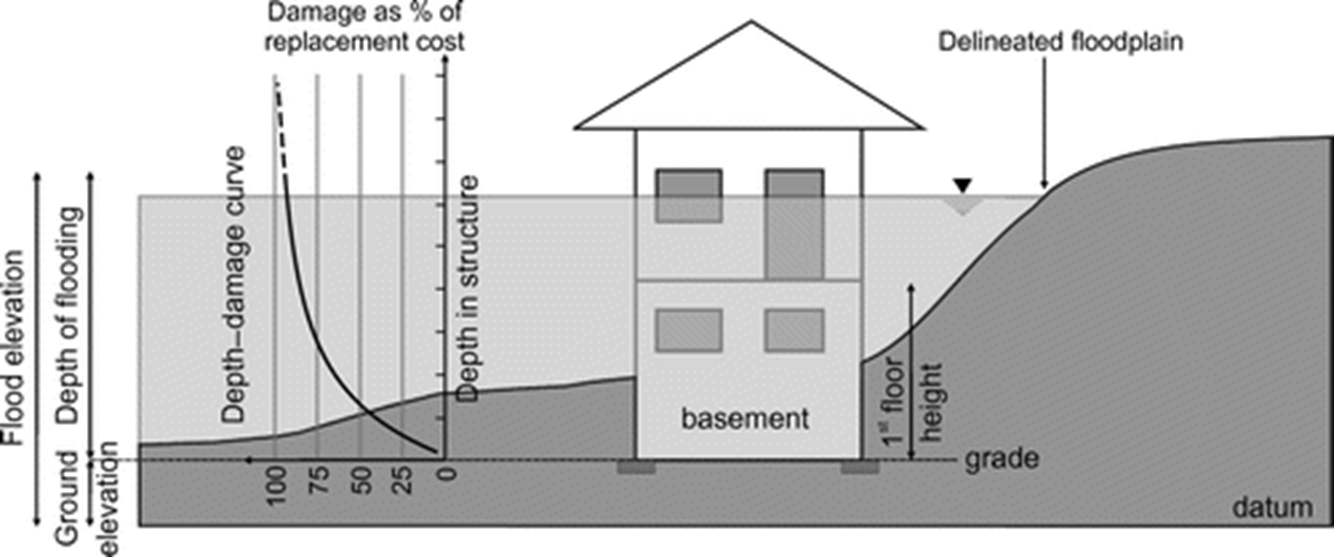 Damage as % of
replacement cost
Delineated floodplain
Flood elevation
Depth of flooding
Ground
elevation
Depth–damage curve
Depth in structure
100
75
50
25
0
basement
1st floor
height
grade
datum